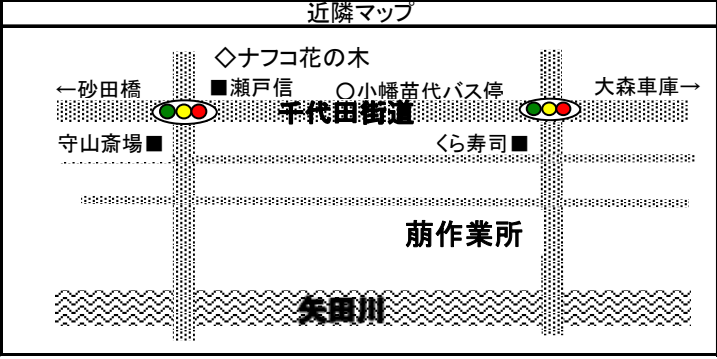 近隣マップ
◇ナフコ花の木
←砂田橋
■瀬戸信
○小幡苗代バス停
大森車庫→
千代田街道
守山斎場■
くら寿司■
萠作業所
矢田川